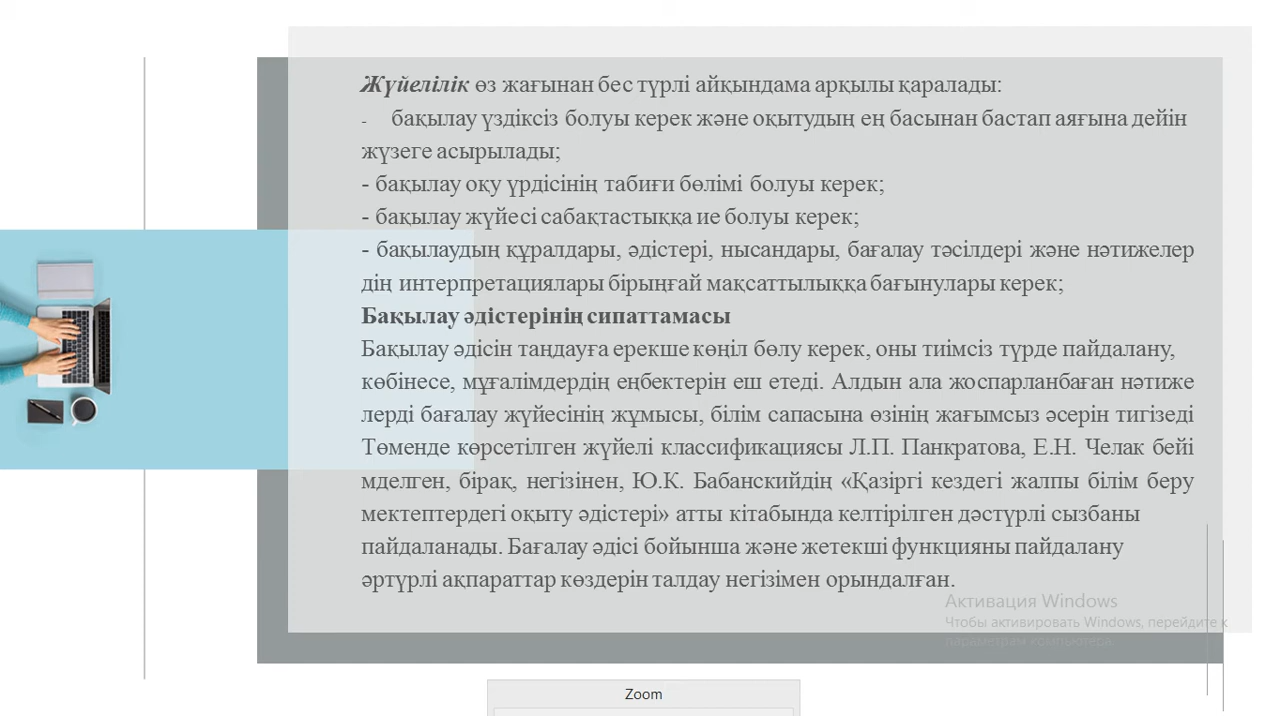 Жүйелілік өз жағынан бес түрлі айқындама арқылы қаралады:
- бақылау үздіксіз болуы керек және оқытудың ең басынан бастап аяғына дейін
жүзеге асырылады;
- бақылау оқу үрдісінің табиғи бөлімі болуы керек;
- бақылау жүйесі сабақтастыққа ие болуы керек;
- бақылаудың құралдары, әдістері, нысандары, бағалау тәсілдері және нәтижелер
дің интерпретациялары бірыңғай мақсаттылыққа бағынулары керек;
Бақылау әдістерінің сипаттамасы
Бақылау әдісін таңдауға ерекше көңіл бөлу керек, оны тиімсіз түрде пайдалану,
көбінесе, мұғалімдердің еңбектерін еш етеді. Алдын ала жоспарланбаған нәтиже
лерді бағалау жүйесінің жұмысы, білім сапасына өзінің жағымсыз әсерін тигізеді
Төменде көрсетілген жүйелі классификациясы Л.П. Панкратова, Е.Н. Челак бейі
мделген, бірақ, негізінен, Ю.К. Бабанскийдің «Қазіргі кездегі жалпы білім беру
мектептердегі оқыту әдістері» атты кітабында келтірілген дәстүрлі сызбаны
пайдаланады. Бағалау әдісі бойынша және жетекші функцияны пайдалану
әртүрлі ақпараттар көздерін талдау негізімен орындалған.
Активация Windows
Чтобы активировать Windows, перейдите к
параметрам компьютера.
Zoom